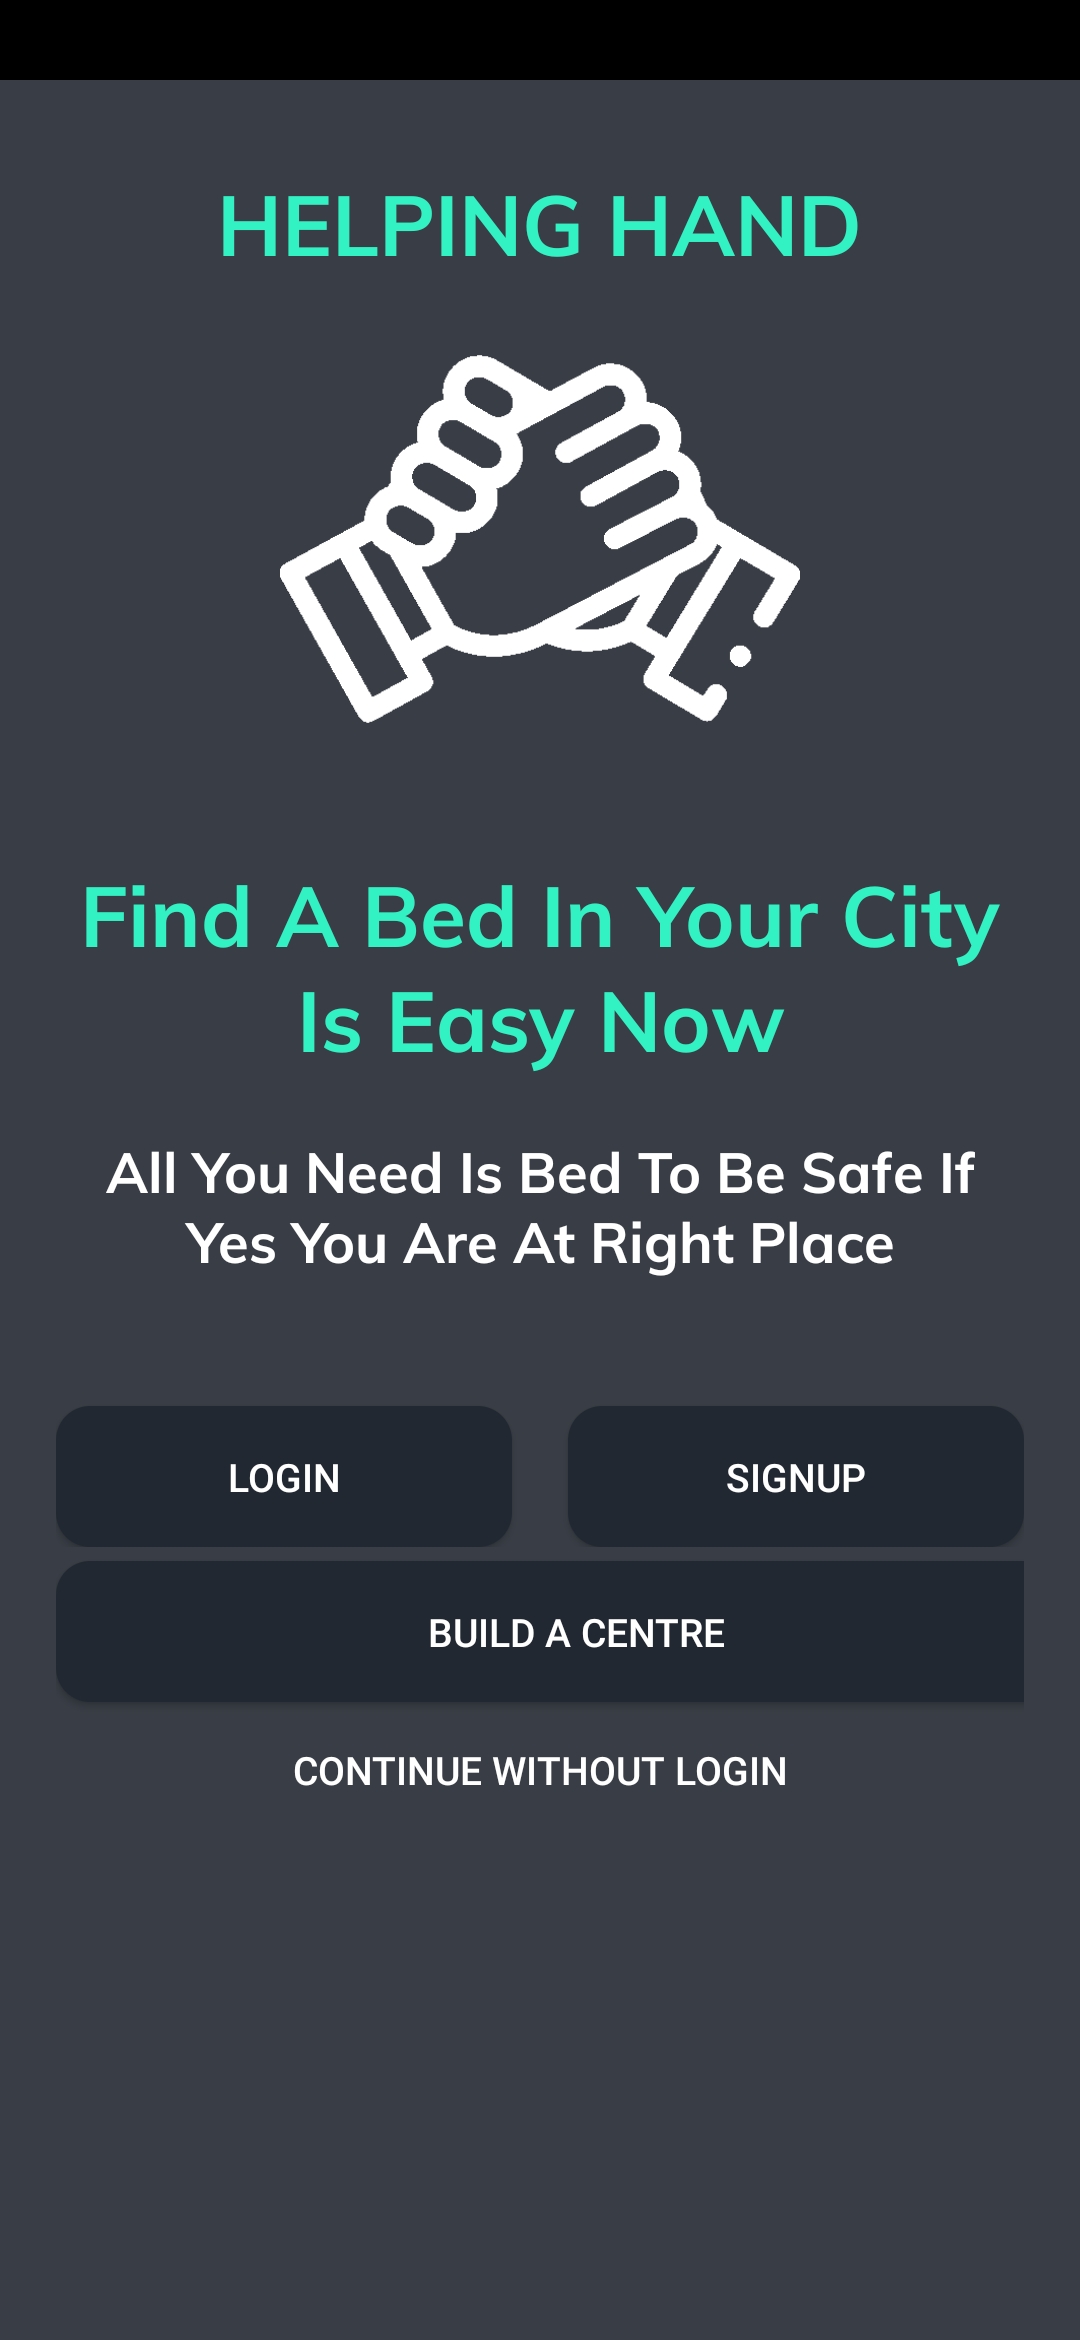 HELPING HAND
Find A Bed In Your City
Is Easy Now
All You Need Is Bed To Be Safe If
Yes You Are At Right Place
LOGIN
SIGNUP
BUILD A CENTRE
CONTINUE WITHOUT LOGIN